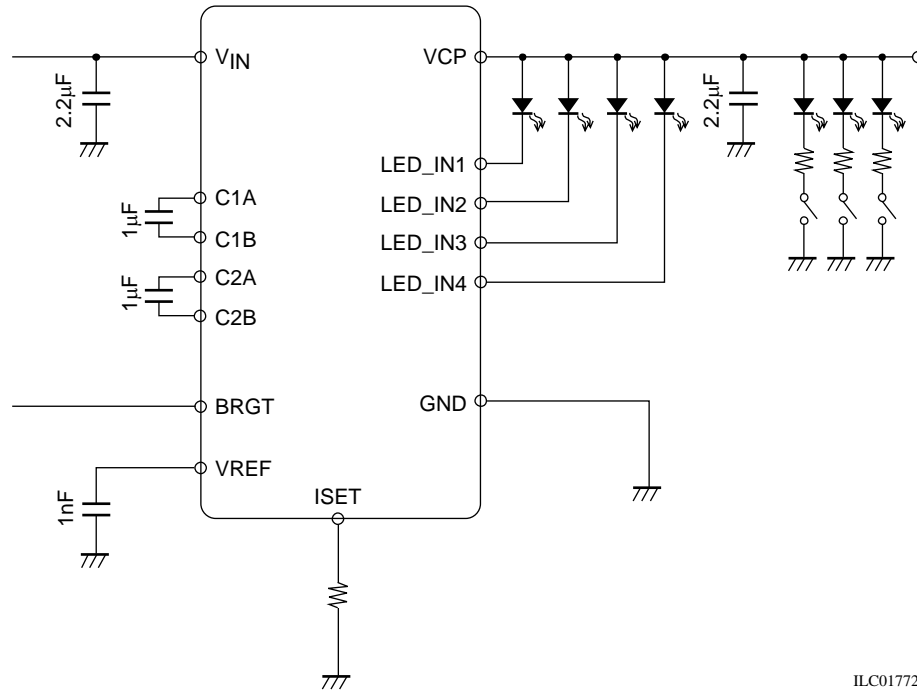 VIN
VCP
2.2μF
2.2μF
LED_IN1
C1A
1μF
LED_IN2
C1B
LED_IN3
C2A
1μF
LED_IN4
C2B
BRGT
GND
VREF
1nF
ISET
ILC01772